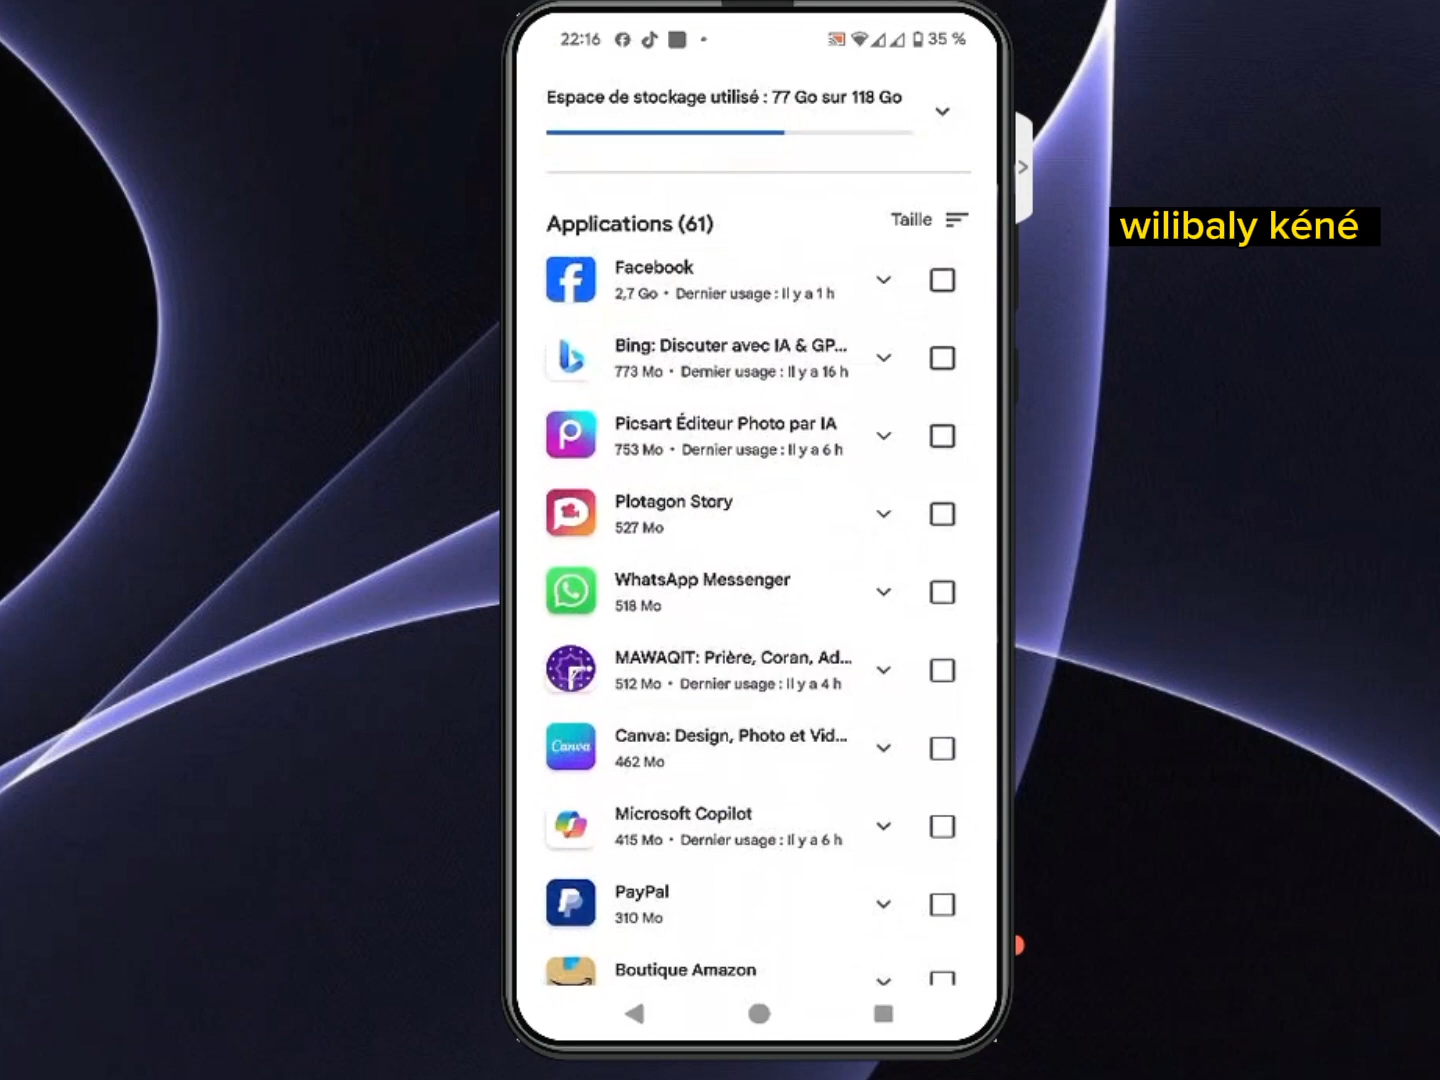 22:16
35 %
Espace de stockage utilisé : 77 Go sur 118 Go
wilibaly kéné
Applications (61)
Taille
Facebook
2,7 Go • Dernier usage : Il y a 1 h
Bing: Discuter avec IA & GP...
773 Mo • Dernier usage : Il y a 16 h
Picsart Éditeur Photo par IA
753 Mo • Dernier usage : Il y a 6 h
Plotagon Story
527 Mo
WhatsApp Messenger
518 Mo
MAWAQIT: Prière, Coran, Ad...
512 Mo • Dernier usage : Il y a 4 h
Canva: Design, Photo et Vid...
Canva
462 Mo
Microsoft Copilot
415 Mo • Dernier usage : Il y a 6 h
PayPal
310 Mo
Boutique Amazon